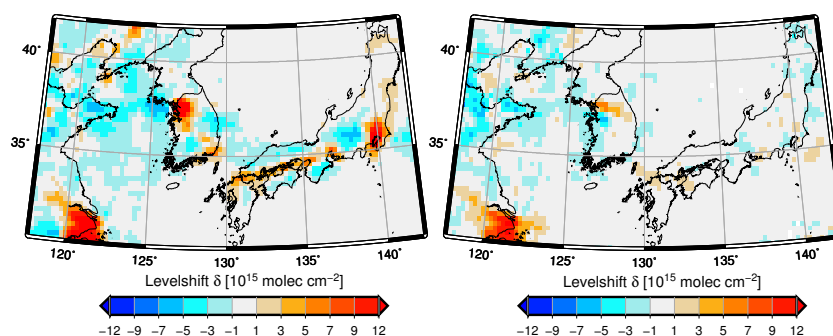 40° 40°
35° 35°
120° 125° 130° 135° 140° 120° 125° 130° 135° 140°
Levelshift δ [10¹⁵ molec cm⁻²] Levelshift δ [10¹⁵ molec cm⁻²]
−12 −9 −7 −5 −3 −1 1 3 5 7 9 12 −12 −9 −7 −5 −3 −1 1 3 5 7 9 12